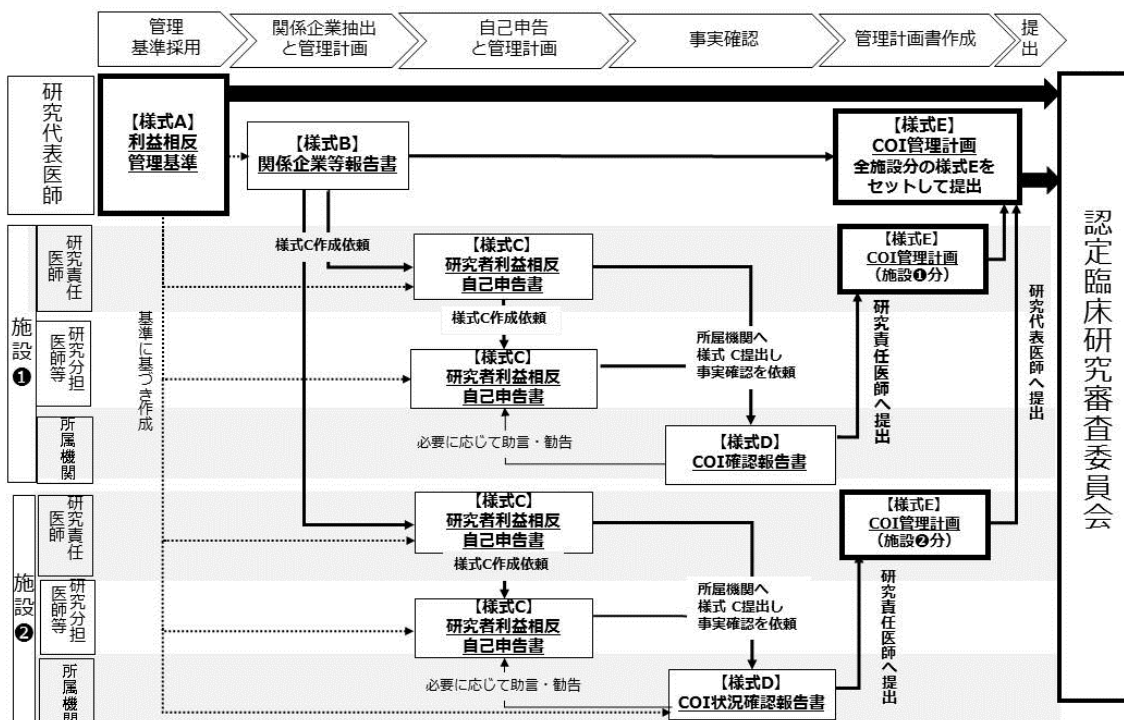 管理
基準採用
関係企業抽出
と管理計画
自己申告
と管理計画
事実確認
管理計画書作成
提
出
研究代表医師
【様式A】
利益相反
管理基準
【様式B】
関係企業等報告書
【様式E】
COI管理計画
全施設分の様式Eを
セットして提出
認定臨床研究審査委員会
施設❶
研究責任
医師
様式C作成依頼
【様式C】
研究者利益相反
自己申告書
【様式E】
COI管理計画
(施設❶分)
様式C作成依頼
研究分担
医師等
基準に基づき作成
【様式C】
研究者利益相反
自己申告書
所属機関へ
様式 C提出し
事実確認を依頼
研究責任医師へ提出
研究代表医師へ提出
所属機関
必要に応じて助言・勧告
【様式D】
COI確認報告書
施設❷
研究責任
医師
【様式C】
研究者利益相反
自己申告書
【様式E】
COI管理計画
(施設❷分)
様式C作成依頼
研究分担
医師等
【様式C】
研究者利益相反
自己申告書
所属機関へ
様式 C提出し
事実確認を依頼
研究責任医師へ提出
所属機関
必要に応じて助言・勧告
【様式D】
COI状況確認報告書